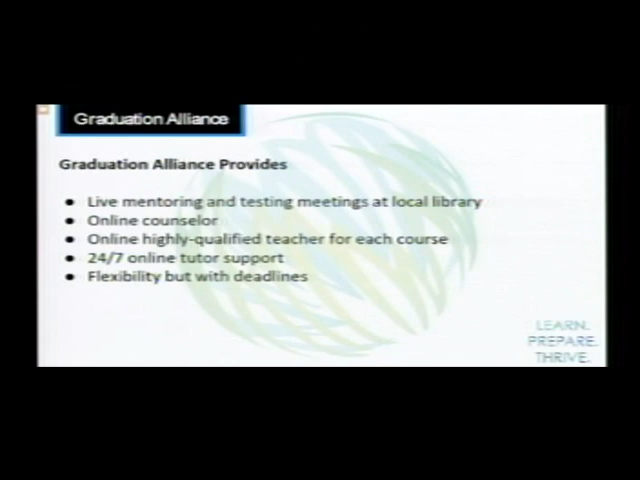 Graduation Alliance
Graduation Alliance Provides
● Live mentoring and testing meetings at local library
● Online counselor
● Online highly-qualified teacher for each course
● 24/7 online tutor support
● Flexibility but with deadlines
LEARN.
PREPARE.
THRIVE.